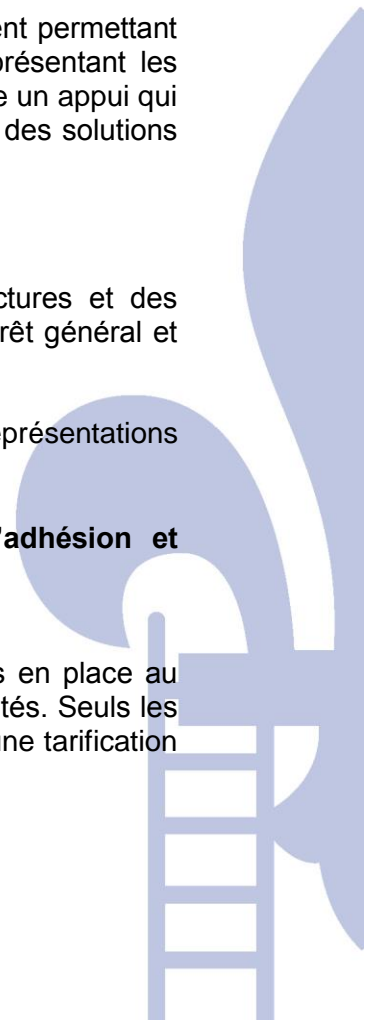 ent permettant
présentant les
e un appui qui
des solutions
ctures et des
rêt général et
eprésentations
'adhésion et
s en place au
tés. Seuls les
une tarification